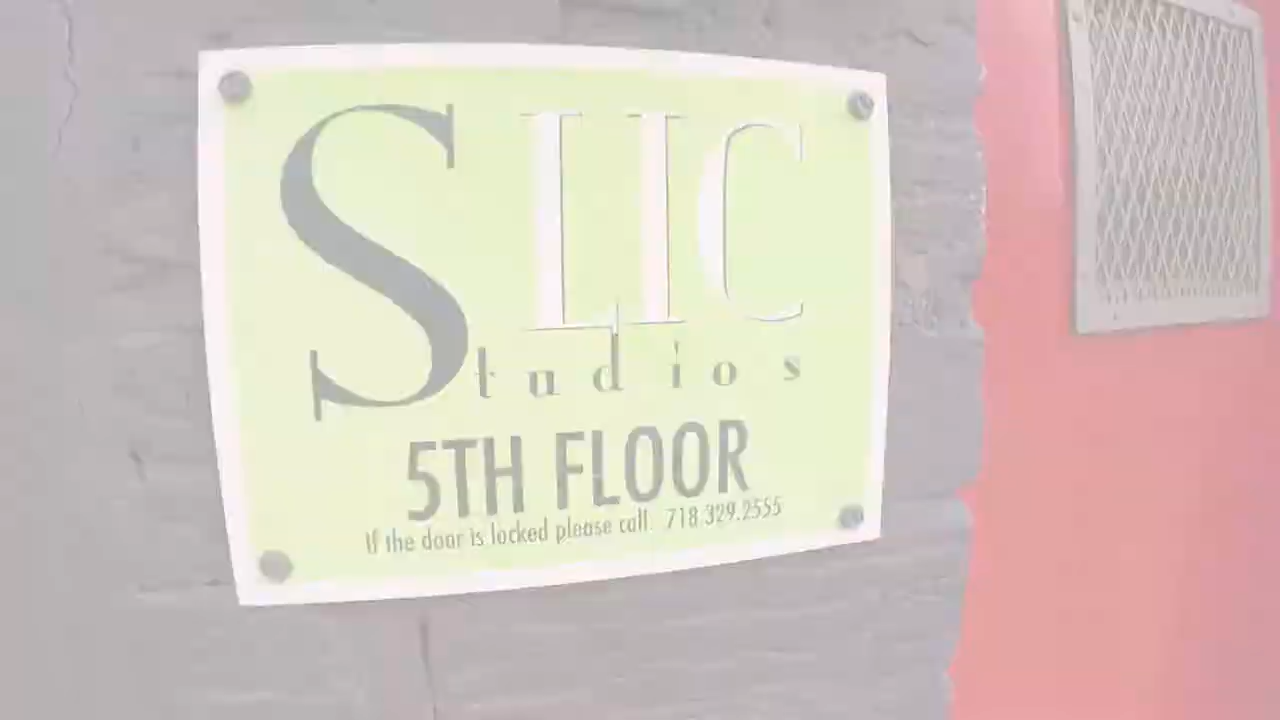 SLIC
Studios
5TH FLOOR
If the door is locked please call. 718.329.2555